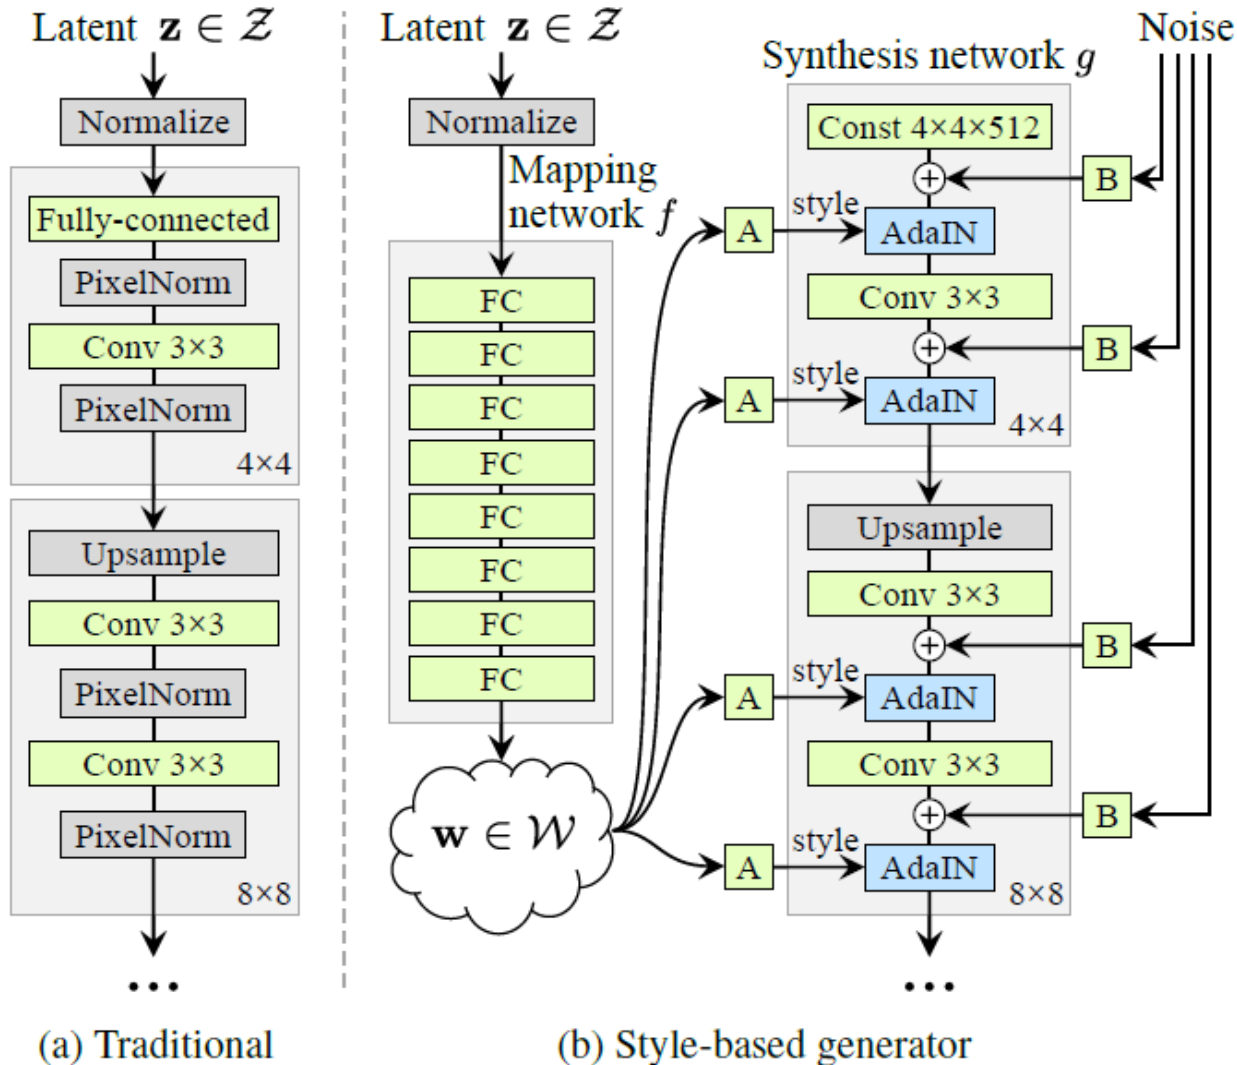 Latent z ∈ Z
Normalize
Fully-connected
PixelNorm
Conv 3×3
PixelNorm
4×4
Upsample
Conv 3×3
PixelNorm
Conv 3×3
PixelNorm
8×8
...
(a) Traditional
Latent z ∈ Z
Normalize
Mapping
network f
FC
FC
FC
FC
FC
FC
FC
FC
w ∈ W
A
style
A
style
A
style
A
style
Synthesis network g
Const 4×4×512
+
AdaIN
Conv 3×3
+
AdaIN
4×4
Upsample
Conv 3×3
+
AdaIN
Conv 3×3
+
AdaIN
8×8
...
Noise
B
B
B
B
(b) Style-based generator